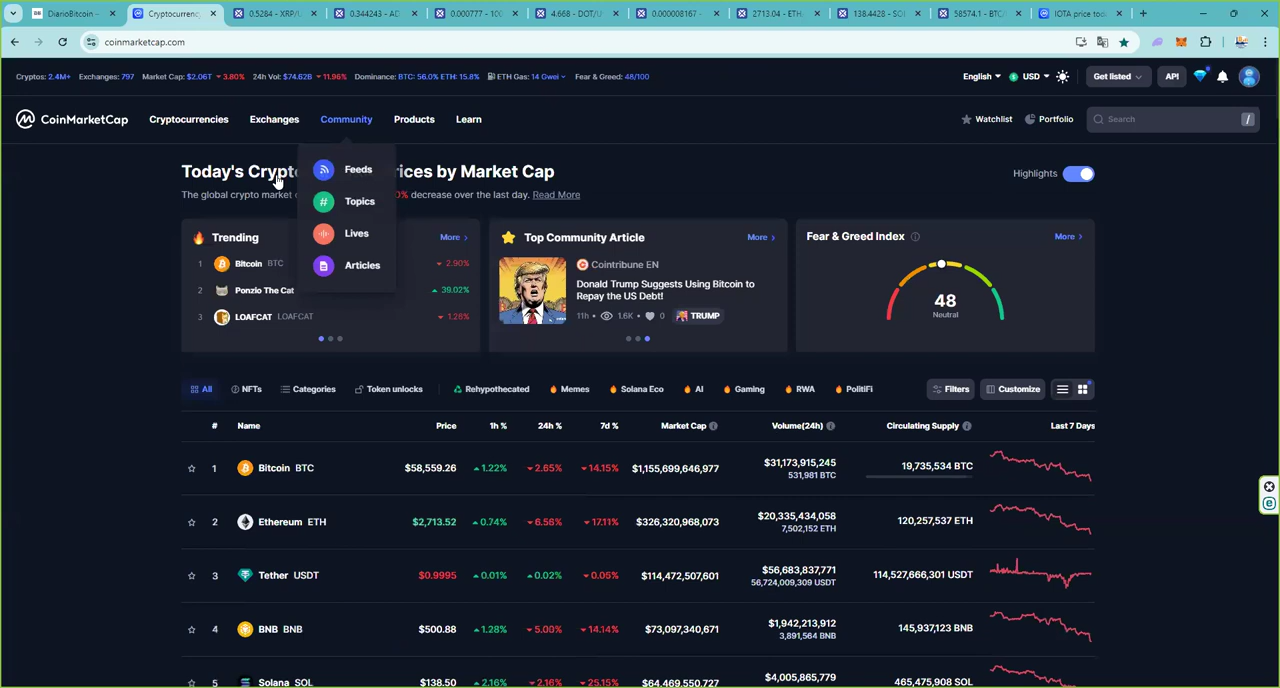 DiarioBitcoin -
Cryptocurrency
0.5284 - XRP/U
0.344243 - AD
0.000777 - 100
4.668 - DOT/U
0.000008167 -
2713.04 - ETH
138.4428 - SOL
58574.1 - BTC
IOTA price tod
coinmarketcap.com
Cryptos: 2.4M+ Exchanges: 797 Market Cap: $2.06T 3.80% 24h Vol: $74.62B 11.96% Dominance: BTC: 56.0% ETH: 15.8% ETH Gas: 14 Gwei Fear & Greed: 48/100
English USD Get listed API
CoinMarketCap Cryptocurrencies Exchanges Community Products Learn
Watchlist Portfolio Search /
Feeds
Topics
Lives
Articles
Today's Crypto rices by Market Cap
Highlights
The global crypto market 0% decrease over the last day. Read More
Trending More
1 Bitcoin BTC 2.90%
2 Ponzio The Cat 39.02%
3 LOAFCAT LOAFCAT 1.26%
Top Community Article More
Cointribune EN
Donald Trump Suggests Using Bitcoin to
Repay the US Debt!
11h • 1.6K • 0 TRUMP
Fear & Greed Index More
48
Neutral
All NFTs Categories Token unlocks Rehypothecated Memes Solana Eco AI Gaming RWA PolitiFi Filters Customize
# Name Price 1h % 24h % 7d % Market Cap Volume(24h) Circulating Supply Last 7 Days
1 Bitcoin BTC $58,559.26 1.22% 2.65% 14.15% $1,155,699,646,977 $31,173,915,245 19,735,534 BTC
531,981 BTC
2 Ethereum ETH $2,713.52 0.74% 6.56% 17.11% $326,320,968,073 $20,335,434,058 120,257,537 ETH
7,502,152 ETH
3 Tether USDT $0.9995 0.01% 0.02% 0.05% $114,472,507,601 $56,683,837,771 114,527,666,301 USDT
56,724,009,309 USDT
4 BNB BNB $500.88 1.28% 5.00% 14.14% $73,097,340,671 $1,942,213,912 145,937,123 BNB
3,891,564 BNB
5 Solana SOL $138.50 2.16% 2.16% 25.15% $64,469,550,727 $4,005,865,779 465,475,908 SOL